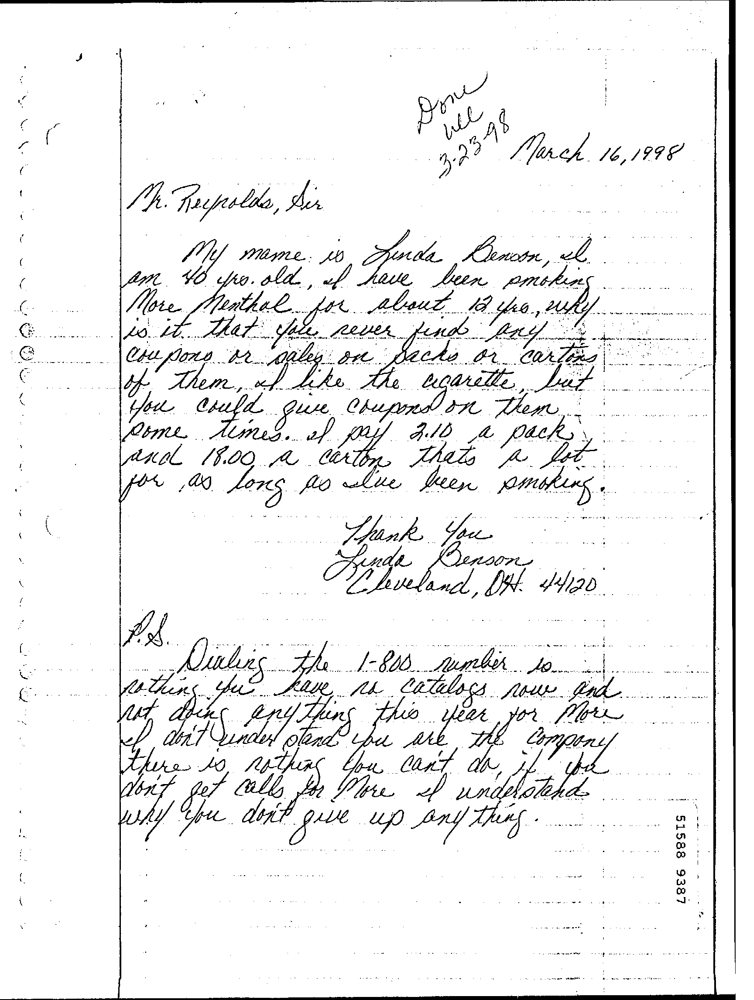 Done
3-23-98
March 16, 1998
Mr. Reynolds, Sir
My name is Linda Benson, I
am 40 yrs. old, I have been smoking
More Menthol for about 12 yrs, why
is it that you never find any
coupons or sales on packs or cartons
of them, I like the cigarette, but
you could give coupons on them
some times. I pay 2.10 a pack
and 18.00 a carton thats a lot
for as long as I've been smoking.
Thank You
Linda Benson
Cleveland, OH. 44120
P.S.
Dialing the 1-800 number is
nothing you have no catalogs now and
not doing anything this year for More
I don't understand you are the company
there is nothing you can't do, if you
don't get calls for More I understand
why you don't give up anything.
51588 9387